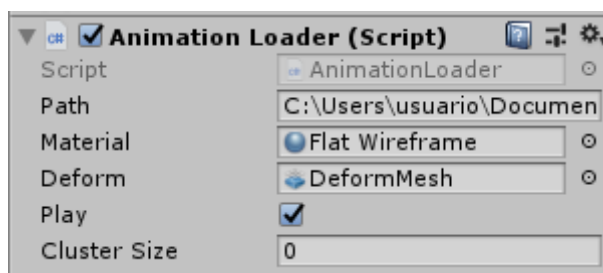 Animation Loader (Script)
Script AnimationLoader
Path C:\Users\usuario\Documen
Material Flat Wireframe
Deform DeformMesh
Play
Cluster Size 0